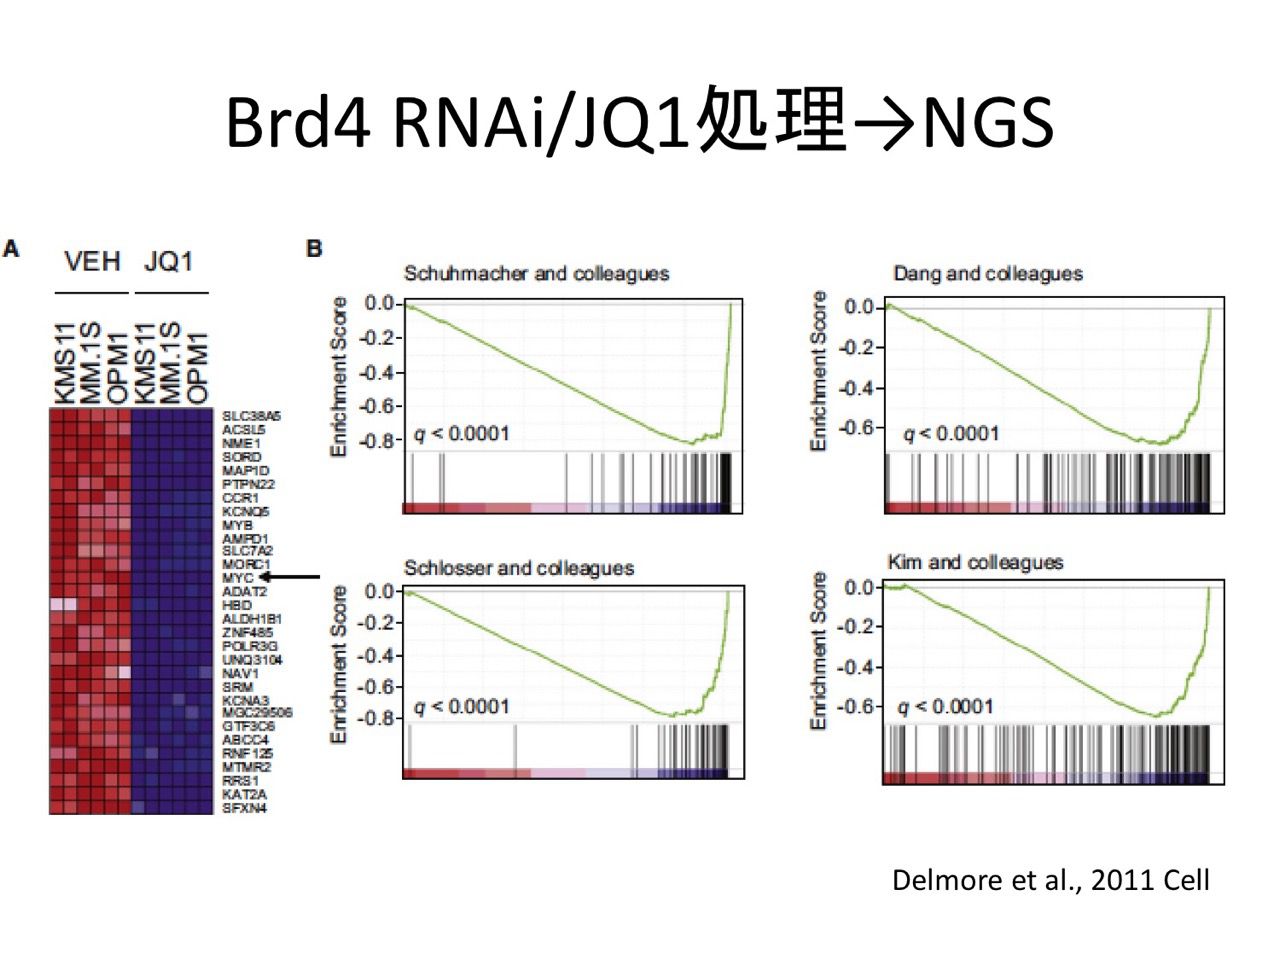 Brd4 RNAi/JQ1処理→NGS
A
VEH JQ1
KMS11
MM.1S
OPM1
KMS11
MM.1S
OPM1
SLC38A5
ACSL5
NME1
SORD
MAP1D
PTPN22
CCR1
KCNQ5
MYB
AMPD1
SLC7A2
MORC1
MYC
ADAT2
HBD
ALDH1B1
ZNF485
POLR3G
UNQ3104
NAV1
SRM
KCNA3
MGC29506
GTF3C6
ABCC4
RNF125
MTMR2
RRS1
KAT2A
SFXN4
B
Schuhmacher and colleagues
Enrichment Score
0.0
-0.2
-0.4
-0.6
-0.8
q < 0.0001
Dang and colleagues
Enrichment Score
0.0
-0.2
-0.4
-0.6
q < 0.0001
Schlosser and colleagues
Enrichment Score
0.0
-0.2
-0.4
-0.6
-0.8
q < 0.0001
Kim and colleagues
Enrichment Score
0.0
-0.2
-0.4
-0.6
q < 0.0001
Delmore et al., 2011 Cell